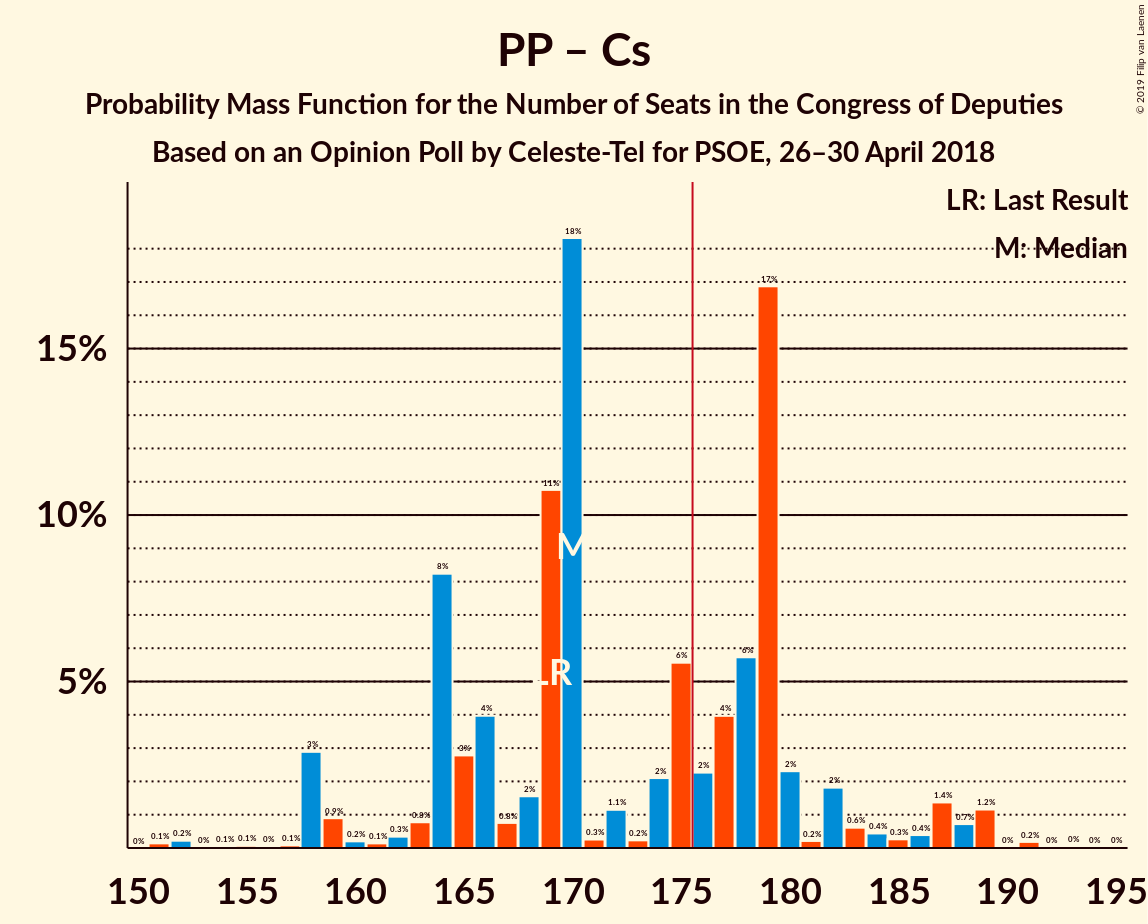 PP – Cs
Probability Mass Function for the Number of Seats in the Congress of Deputies
Based on an Opinion Poll by Celeste-Tel for PSOE, 26–30 April 2018
© 2019 Filip van Laenen
LR: Last Result
M: Median
15%
10%
5%
0% 0.1% 0.2% 0% 0.1% 0.1% 0% 0.1% 3% 0.9% 0.2% 0.1% 0.3% 0.8% 8% 3% 4% 0.8% 2% 11% 18% 0.3% 1.1% 0.2% 2% 6% 2% 4% 6% 17% 2% 0.2% 2% 0.6% 0.4% 0.3% 0.4% 1.4% 0.7% 1.2% 0% 0.2% 0% 0% 0% 0%
M
LR
150 155 160 165 170 175 180 185 190 195